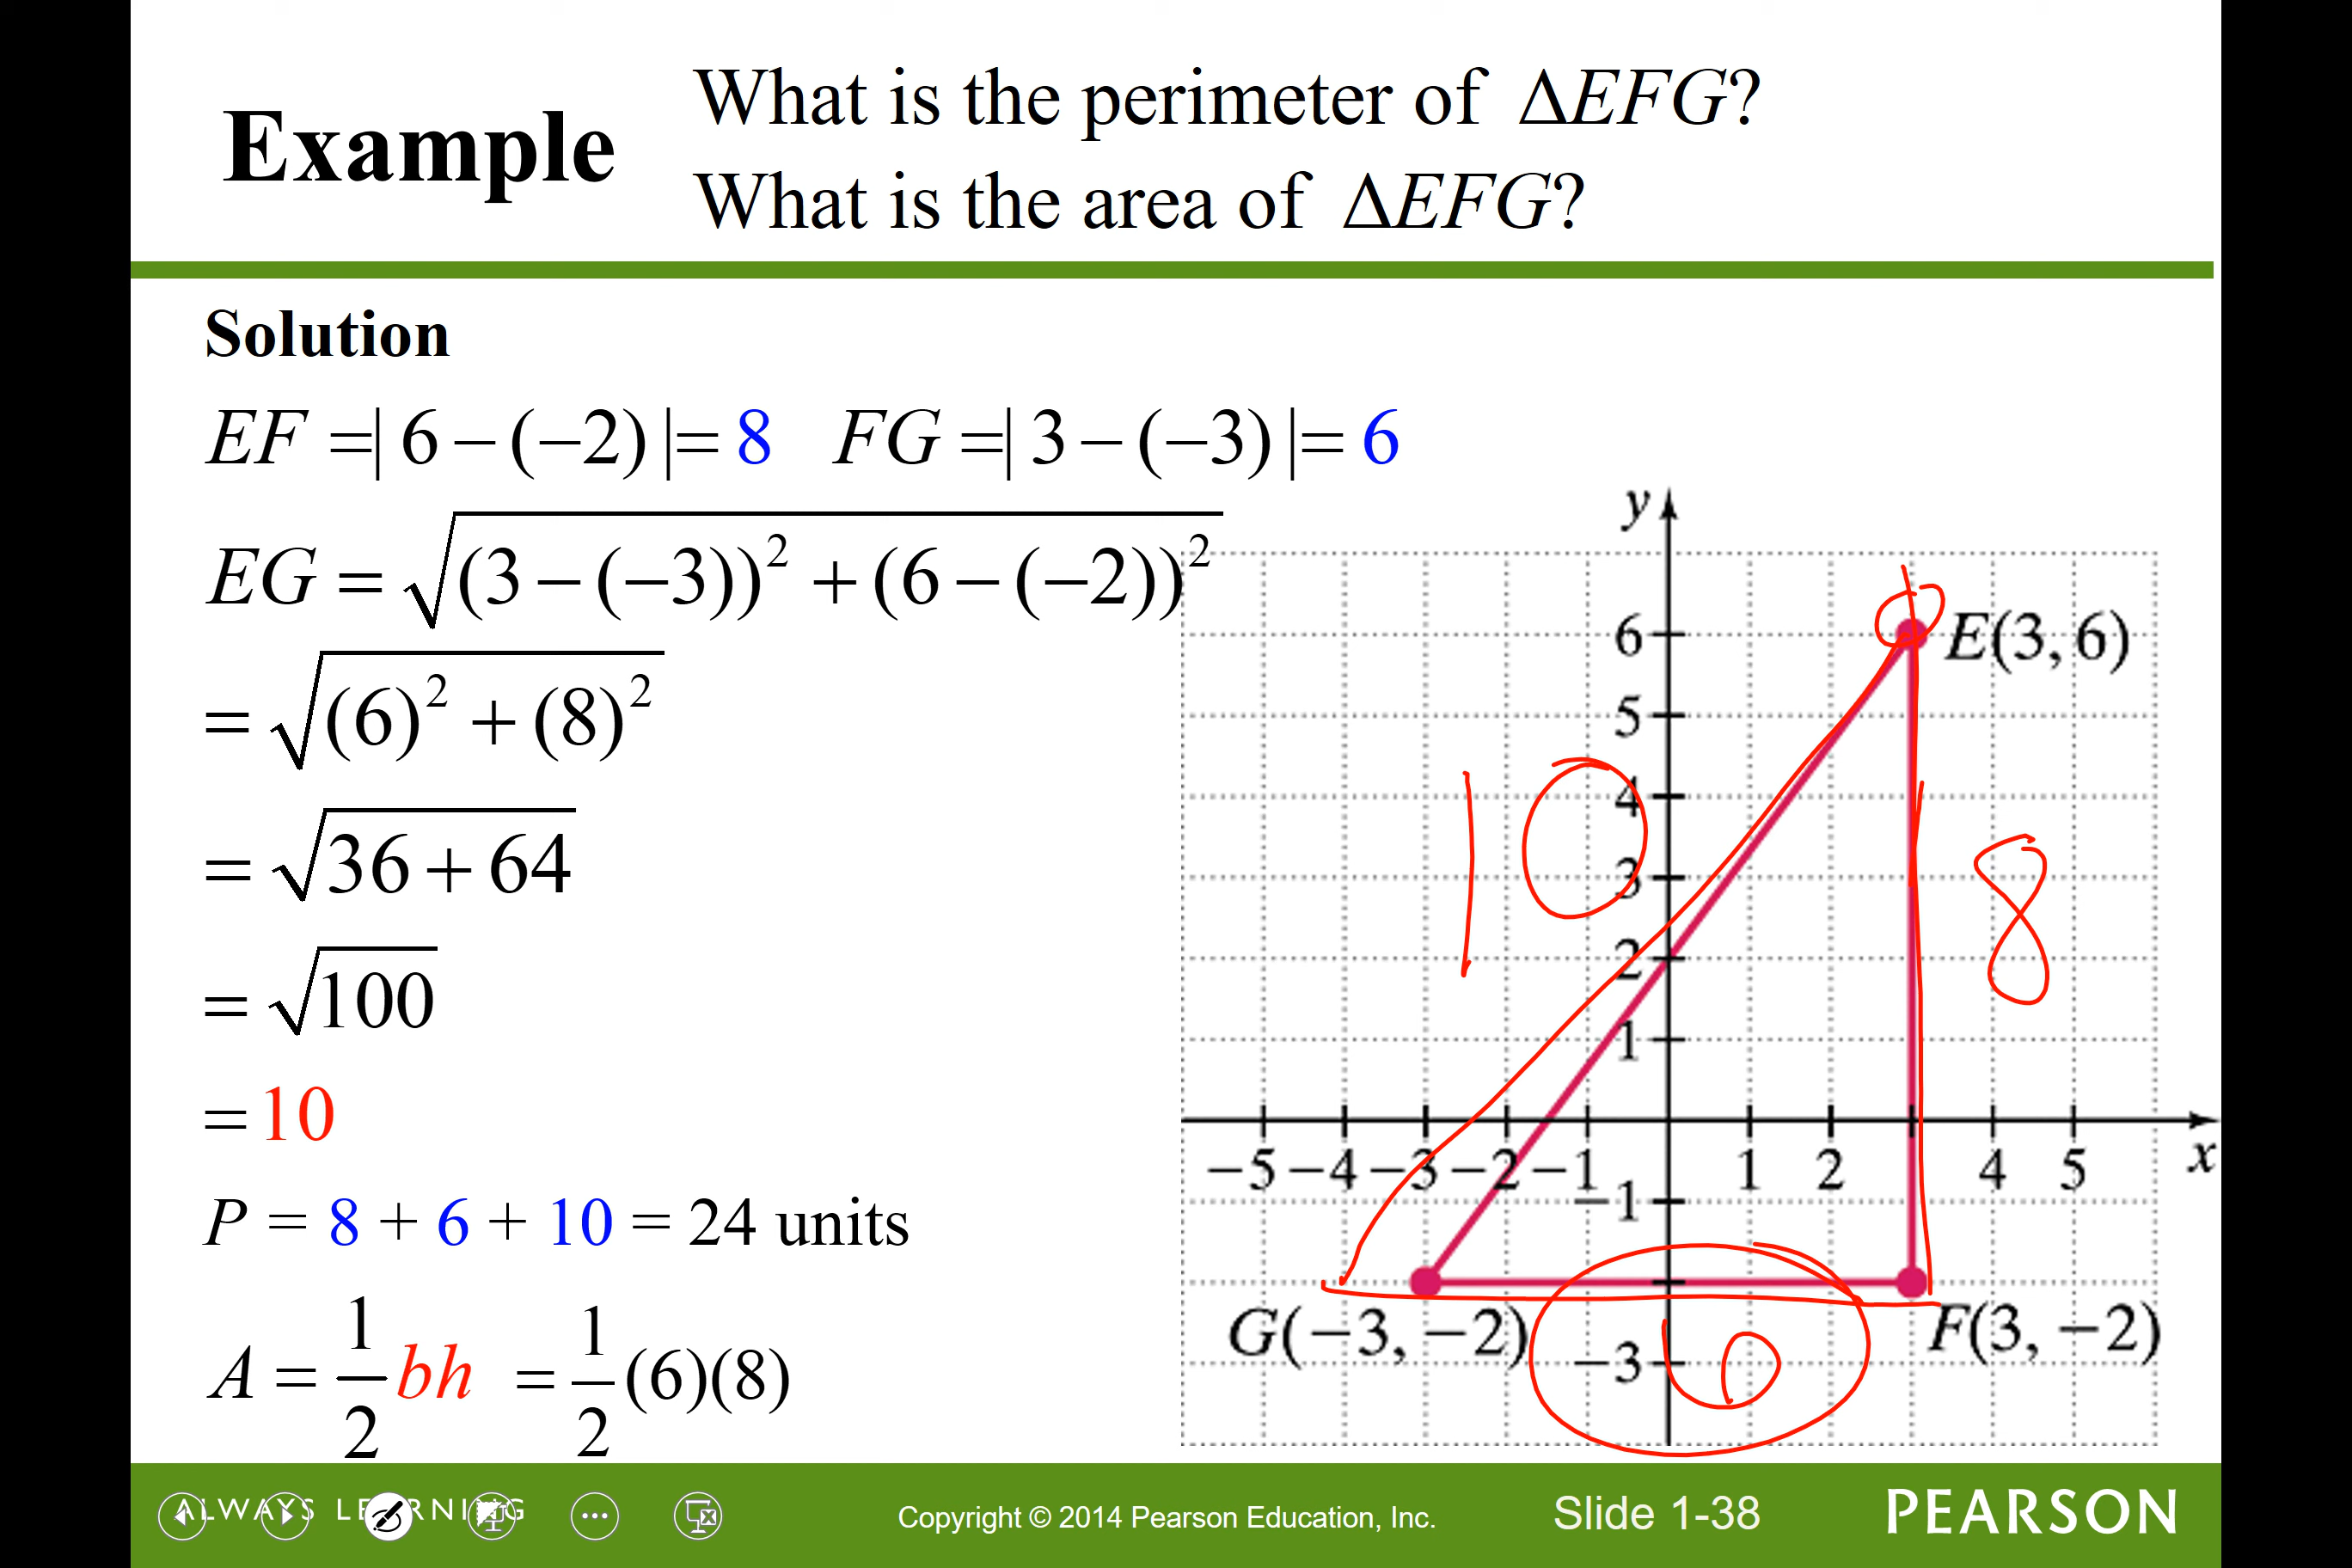 Example
What is the perimeter of ΔEFG?
What is the area of ΔEFG?
Solution
EF =| 6 − (−2) |= 8 FG =| 3 − (−3) |= 6
EG = √(3 − (−3))² + (6 − (−2))²
= √(6)² + (8)²
= √36 + 64
= √100
= 10
P = 8 + 6 + 10 = 24 units
A = 1/2 bh = 1/2 (6)(8)
y
6
E(3, 6)
5
4
10
3
8
2
1
−5 −4 −3 −2 −1 1 2 4 5
x
−1
G(−3, −2)
F(3, −2)
−3
6
ALWAYS LEARNING
Copyright © 2014 Pearson Education, Inc.
Slide 1-38
PEARSON